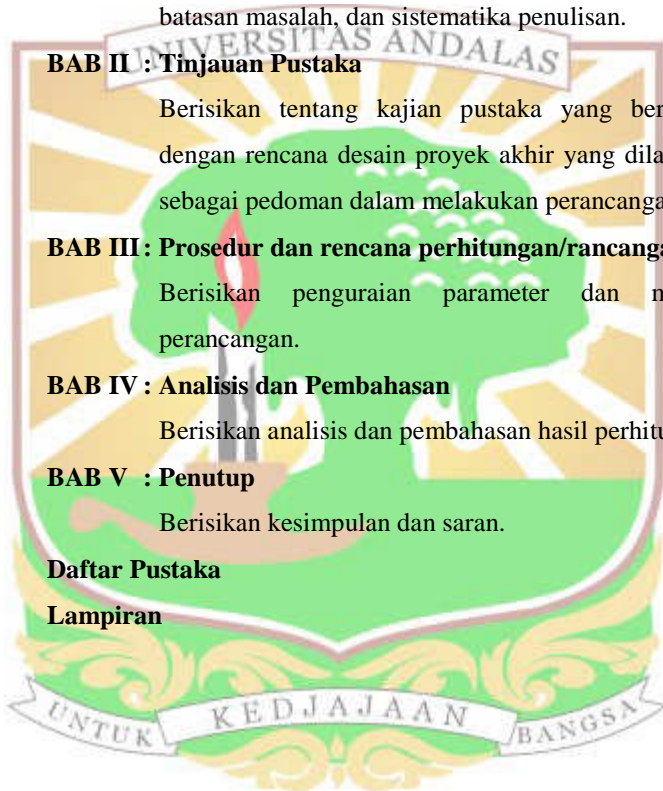 batasan masalah, dan sistematika penulisan.
UNIVERSITAS ANDALAS
BAB II : Tinjauan Pustaka
Berisikan tentang kajian pustaka yang ber
dengan rencana desain proyek akhir yang dila
sebagai pedoman dalam melakukan perancanga
BAB III : Prosedur dan rencana perhitungan/rancanga
Berisikan penguraian parameter dan m
perancangan.
BAB IV : Analisis dan Pembahasan
Berisikan analisis dan pembahasan hasil perhitu
BAB V : Penutup
Berisikan kesimpulan dan saran.
Daftar Pustaka
Lampiran
UNTUK KEDJAJAAN BANGSA